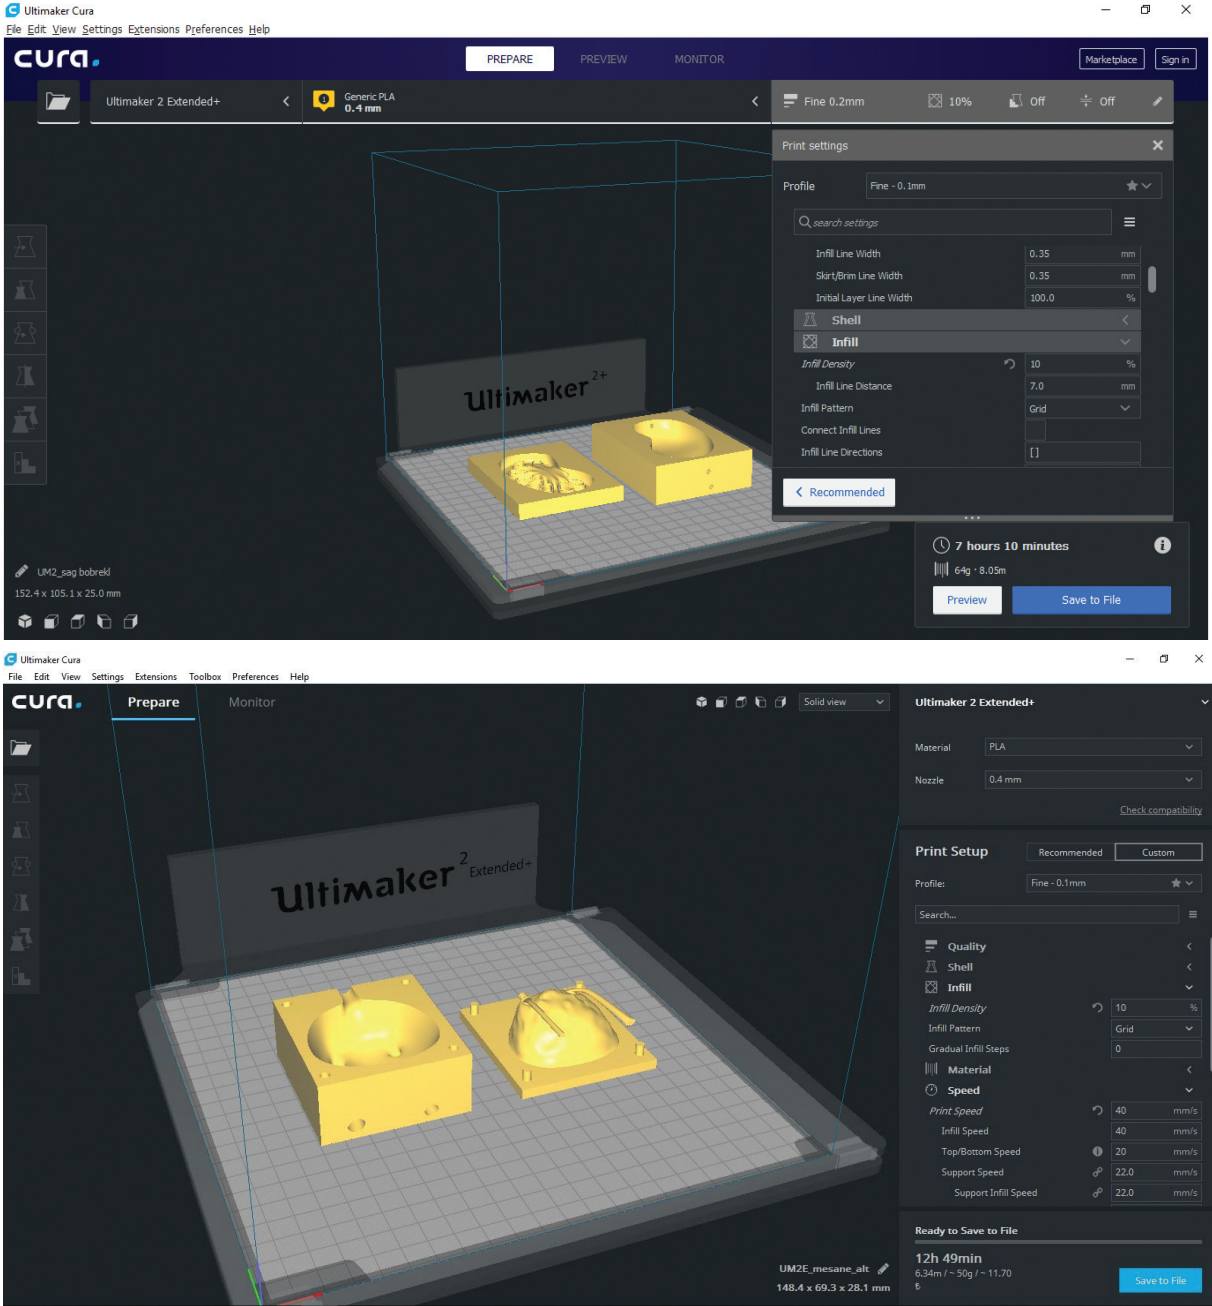 Ultimaker Cura
File Edit View Settings Extensions Preferences Help
cura.
PREPARE PREVIEW MONITOR
Marketplace Sign in
Ultimaker 2 Extended+
1 Generic PLA
0.4 mm
Fine 0.2mm 10% Off Off
Print settings
Profile Fine - 0.1mm
search settings
Infill Line Width 0.35 mm
Skirt/Brim Line Width 0.35 mm
Initial Layer Line Width 100.0 %
Shell
Infill
Infill Density 10 %
Infill Line Distance 7.0 mm
Infill Pattern Grid
Connect Infill Lines
Infill Line Directions [ ]
Recommended
Ultimaker 2+
7 hours 10 minutes
64g · 8.05m
Preview Save to File
UM2_sag bobrekl
152.4 x 105.1 x 25.0 mm
Ultimaker Cura
File Edit View Settings Extensions Toolbox Preferences Help
cura.
Prepare Monitor
Solid view
Ultimaker 2 Extended+
Material PLA
Nozzle 0.4 mm
Check compatibility
Print Setup Recommended Custom
Profile: Fine - 0.1mm
Search...
Quality
Shell
Infill
Infill Density 10 %
Infill Pattern Grid
Gradual Infill Steps 0
Material
Speed
Print Speed 40 mm/s
Infill Speed 40 mm/s
Top/Bottom Speed 20 mm/s
Support Speed 22.0 mm/s
Support Infill Speed 22.0 mm/s
Ultimaker 2 Extended+
Ready to Save to File
12h 49min
6.34m / ~ 50g / ~ 11.70
₺
Save to File
UM2E_mesane_alt
148.4 x 69.3 x 28.1 mm